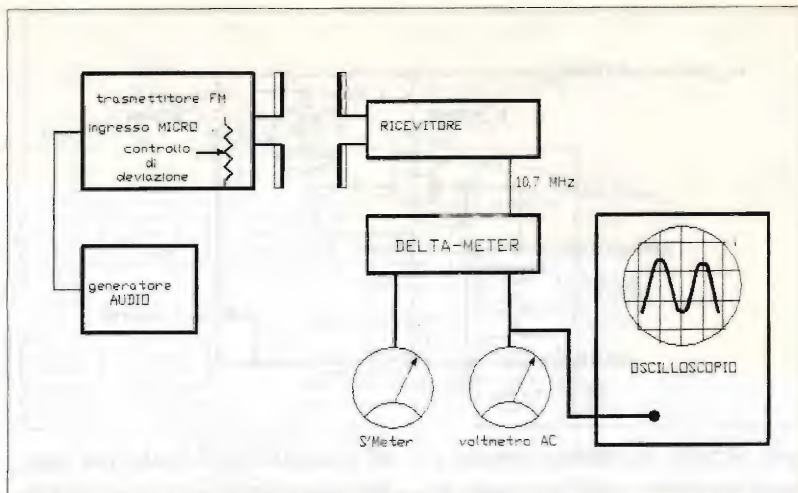 trasmettitore FM
ingresso MICRO
controllo
di
deviazione
generatore
AUDIO
RICEVITORE
10,7 MHz
DELTA-METER
S'Meter
voltmetro AC
OSCILLOSCOPIO